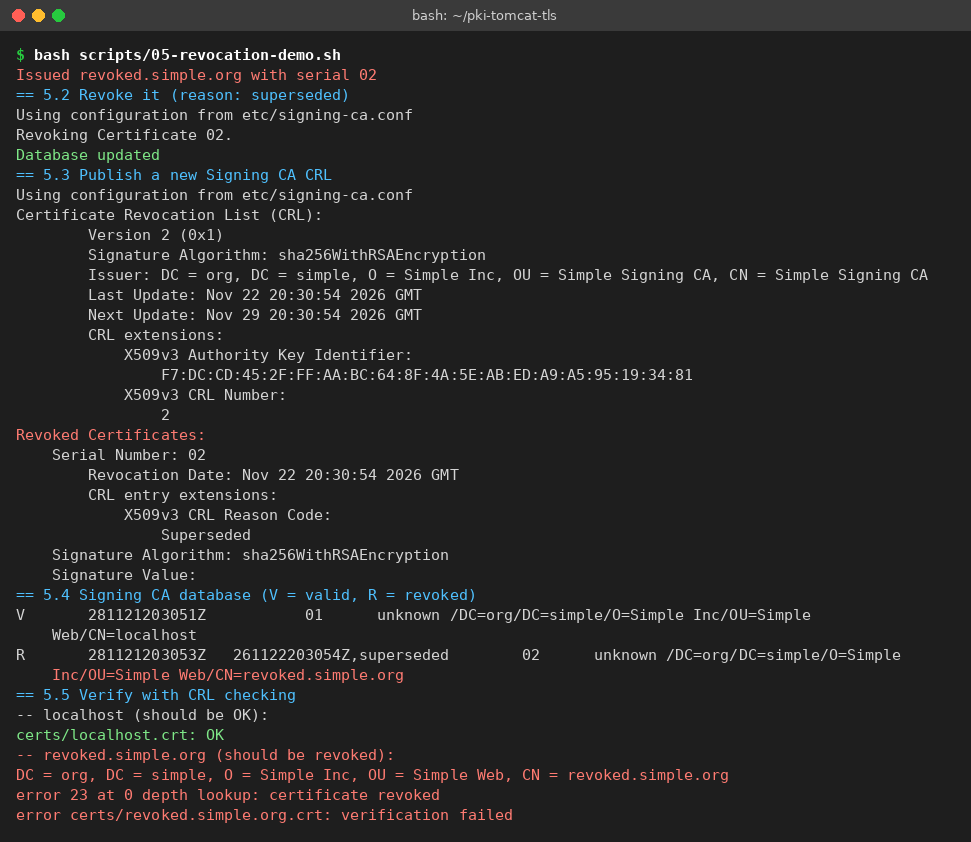 bash: ~/pki-tomcat-tls
$ bash scripts/05-revocation-demo.sh
Issued revoked.simple.org with serial 02
== 5.2 Revoke it (reason: superseded)
Using configuration from etc/signing-ca.conf
Revoking Certificate 02.
Database updated
== 5.3 Publish a new Signing CA CRL
Using configuration from etc/signing-ca.conf
Certificate Revocation List (CRL):
        Version 2 (0x1)
        Signature Algorithm: sha256WithRSAEncryption
        Issuer: DC = org, DC = simple, O = Simple Inc, OU = Simple Signing CA, CN = Simple Signing CA
        Last Update: Nov 22 20:30:54 2026 GMT
        Next Update: Nov 29 20:30:54 2026 GMT
        CRL extensions:
            X509v3 Authority Key Identifier:
                F7:DC:CD:45:2F:FF:AA:BC:64:8F:4A:5E:AB:ED:A9:A5:95:19:34:81
            X509v3 CRL Number:
                2
Revoked Certificates:
    Serial Number: 02
        Revocation Date: Nov 22 20:30:54 2026 GMT
        CRL entry extensions:
            X509v3 CRL Reason Code:
                Superseded
    Signature Algorithm: sha256WithRSAEncryption
    Signature Value:
== 5.4 Signing CA database (V = valid, R = revoked)
V       281121203051Z           01      unknown /DC=org/DC=simple/O=Simple Inc/OU=Simple
    Web/CN=localhost
R       281121203053Z   261122203054Z,superseded        02      unknown /DC=org/DC=simple/O=Simple
    Inc/OU=Simple Web/CN=revoked.simple.org
== 5.5 Verify with CRL checking
-- localhost (should be OK):
certs/localhost.crt: OK
-- revoked.simple.org (should be revoked):
DC = org, DC = simple, O = Simple Inc, OU = Simple Web, CN = revoked.simple.org
error 23 at 0 depth lookup: certificate revoked
error certs/revoked.simple.org.crt: verification failed